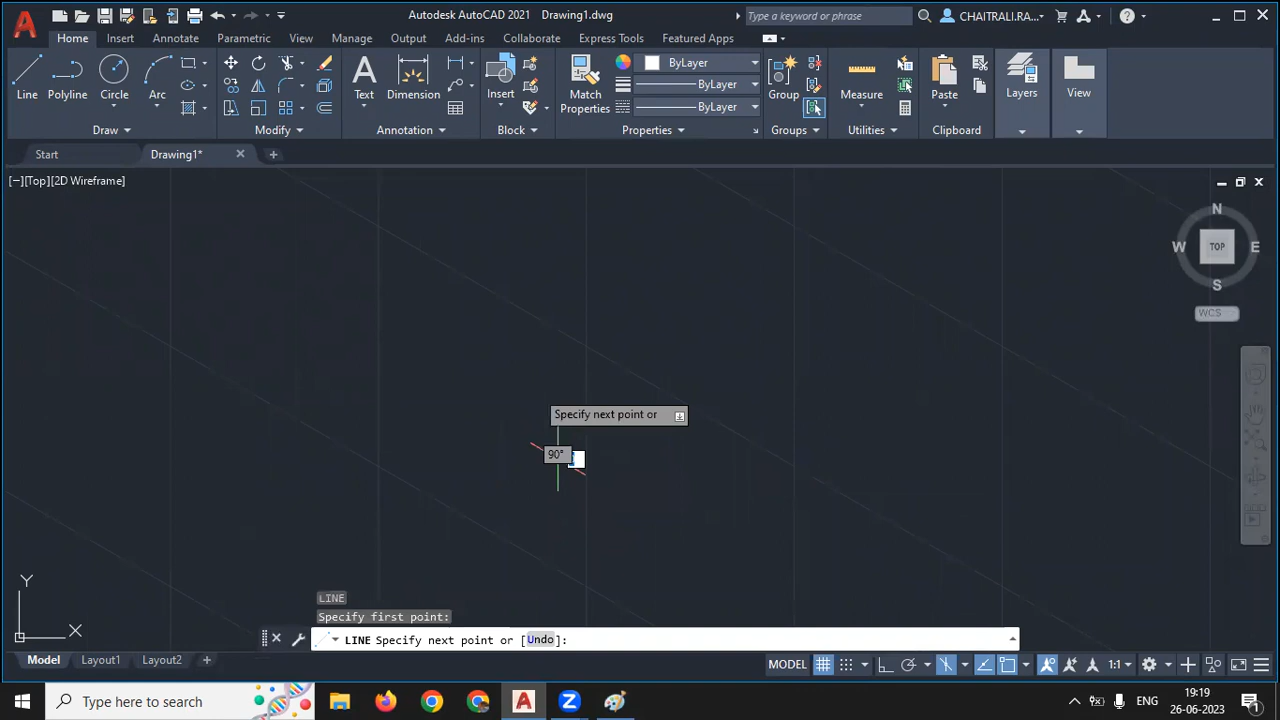 Autodesk AutoCAD 2021 Drawing1.dwg
Type a keyword or phrase
CHAITRALI.RA...
Home Insert Annotate Parametric View Manage Output Add-ins Collaborate Express Tools Featured Apps
Line Polyline Circle Arc
Text Dimension
Insert
Match Properties
ByLayer
ByLayer
ByLayer
Group
Measure
Paste
Layers
View
Draw Modify Annotation Block Properties Groups Utilities Clipboard
Start Drawing1*
[−][Top][2D Wireframe]
N
W TOP E
S
WCS
Specify next point or
90°
Y
X
LINE
Specify first point:
LINE Specify next point or [Undo]:
Model Layout1 Layout2 +
MODEL 1:1
Type here to search
ENG
19:19
26-06-2023
1